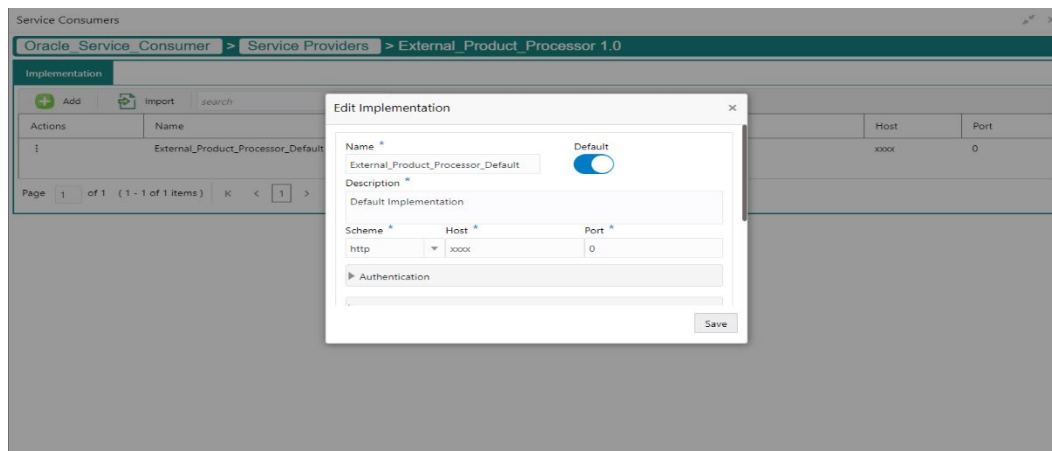 Service Consumers
Oracle_Service_Consumer > Service Providers > External_Product_Processor 1.0
Implementation
Add Import search
Actions Name Host Port
External_Product_Processor_Default xxxx 0
Page 1 of 1 ( 1 - 1 of 1 items ) K < 1 >
Edit Implementation ×
Name * Default
External_Product_Processor_Default
Description *
Default Implementation
Scheme * Host * Port *
http xxxx 0
Authentication
Save